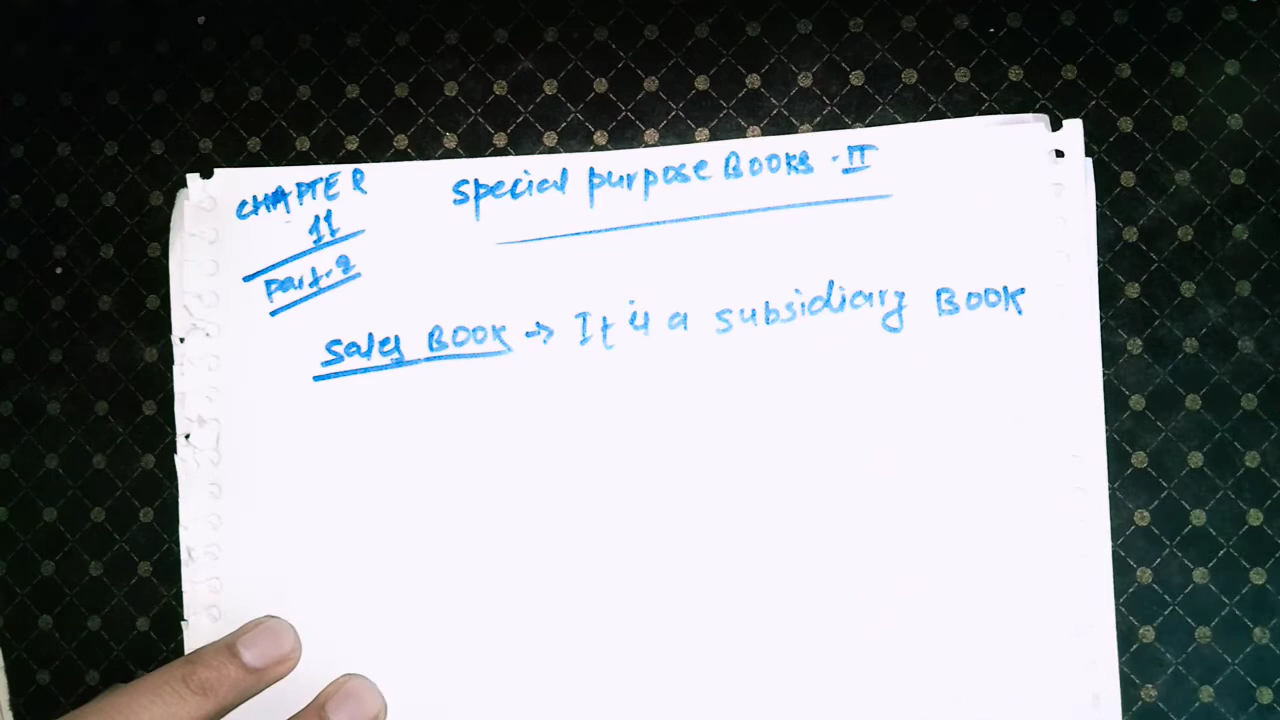 CHAPTER
11
Part-2
Special purpose BOOKS-II
Sales BOOK → It is a subsidiary BOOK